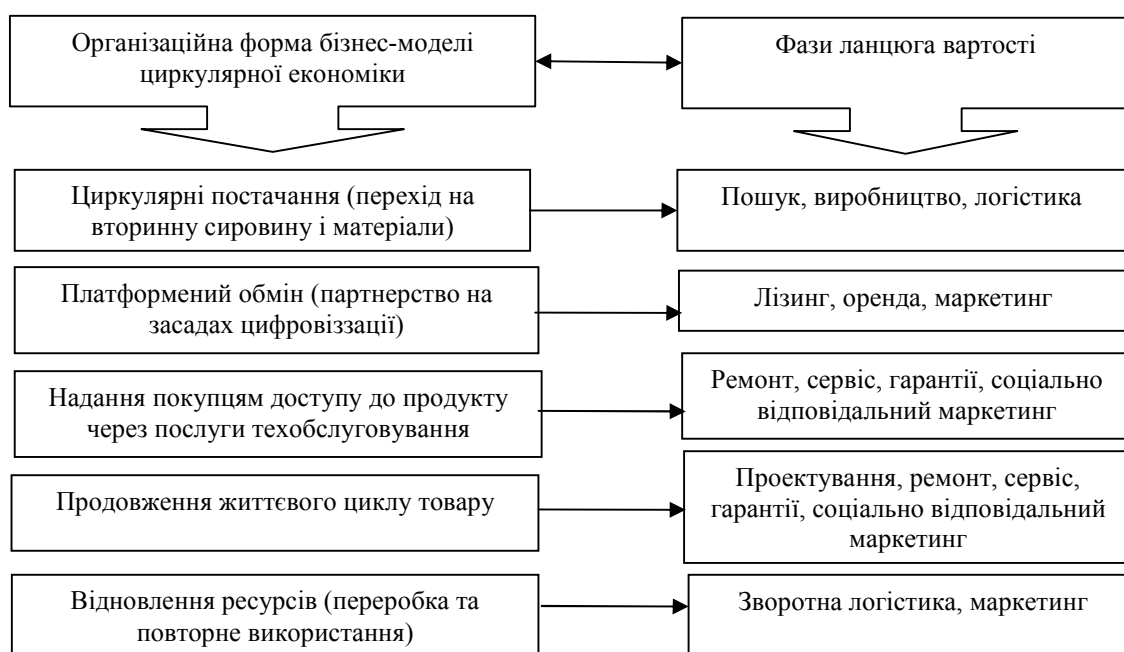 Організаційна форма бізнес-моделі
циркулярної економіки
Фази ланцюга вартості
Циркулярні постачання (перехід на
вторинну сировину і матеріали)
Пошук, виробництво, логістика
Платформений обмін (партнерство на
засадах цифровіззації)
Лізинг, оренда, маркетинг
Надання покупцям доступу до продукту
через послуги техобслуговування
Ремонт, сервіс, гарантії, соціально
відповідальний маркетинг
Продовження життєвого циклу товару
Проектування, ремонт, сервіс,
гарантії, соціально відповідальний
маркетинг
Відновлення ресурсів (переробка та
повторне використання)
Зворотна логістика, маркетинг